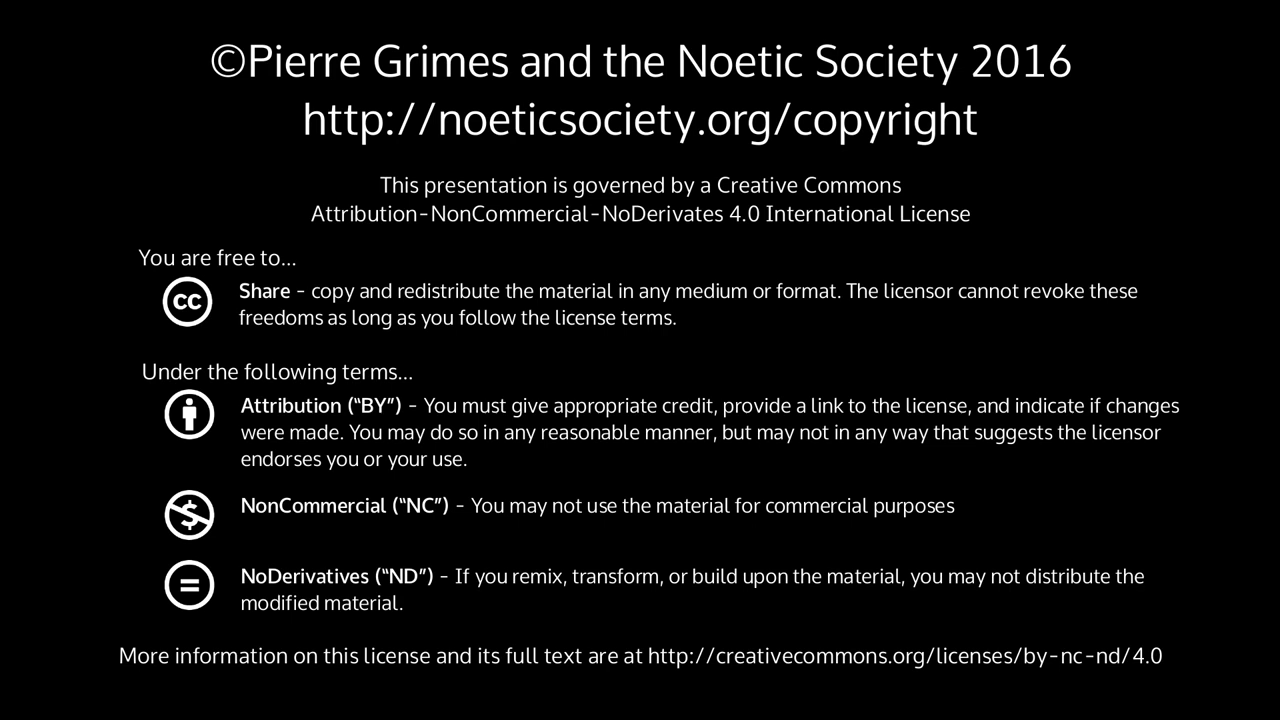 ©Pierre Grimes and the Noetic Society 2016
http://noeticsociety.org/copyright
This presentation is governed by a Creative Commons
Attribution-NonCommercial-NoDerivates 4.0 International License
You are free to...
cc
Share - copy and redistribute the material in any medium or format. The licensor cannot revoke these
freedoms as long as you follow the license terms.
Under the following terms...
Attribution (“BY”) - You must give appropriate credit, provide a link to the license, and indicate if changes
were made. You may do so in any reasonable manner, but may not in any way that suggests the licensor
endorses you or your use.
NonCommercial (“NC”) - You may not use the material for commercial purposes
NoDerivatives (“ND”) - If you remix, transform, or build upon the material, you may not distribute the
modified material.
More information on this license and its full text are at http://creativecommons.org/licenses/by-nc-nd/4.0